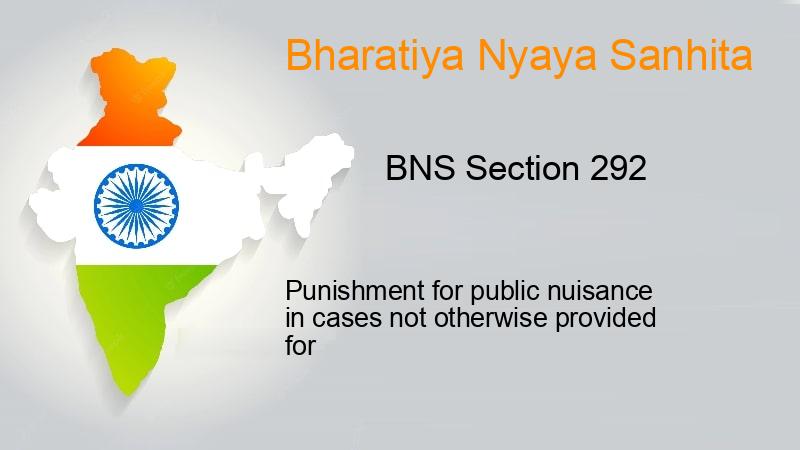 Bharatiya Nyaya Sanhita
BNS Section 292
Punishment for public nuisance
in cases not otherwise provided
for